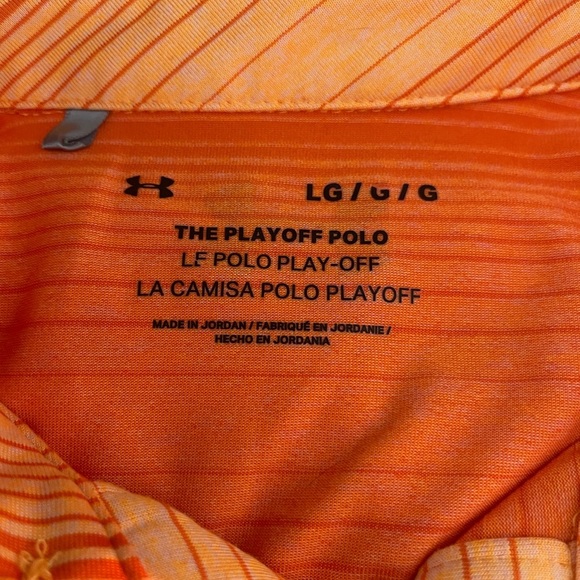 LG / G / G
THE PLAYOFF POLO
LE POLO PLAY-OFF
LA CAMISA POLO PLAYOFF
MADE IN JORDAN / FABRIQUÉ EN JORDANIE /
HECHO EN JORDANIA